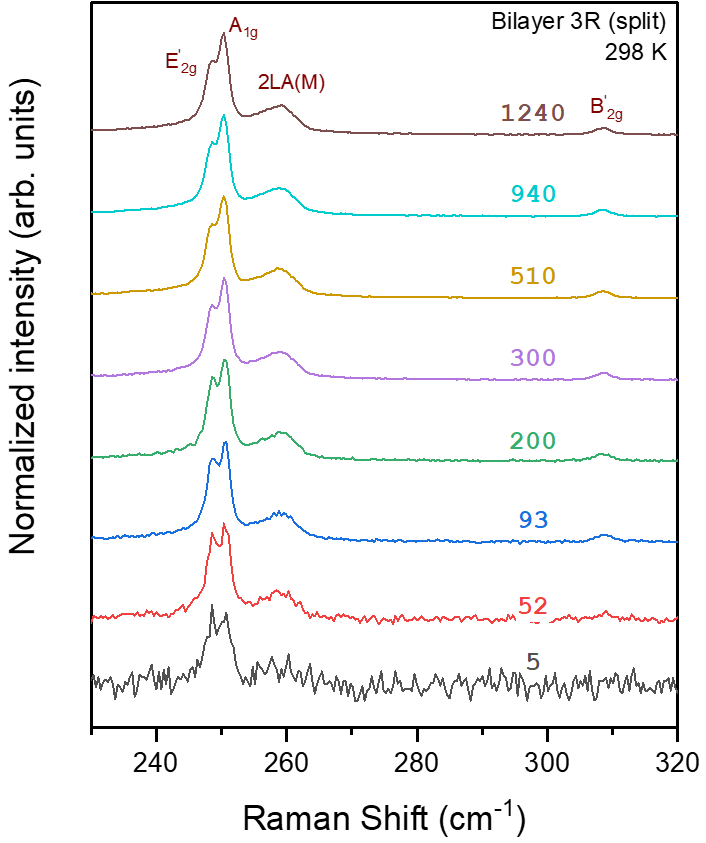 Bilayer 3R (split)
298 K
A1g
E'2g
2LA(M)
B'2g
1240
940
510
300
200
93
52
5
Normalized intensity (arb. units)
240 260 280 300 320
Raman Shift (cm⁻¹)